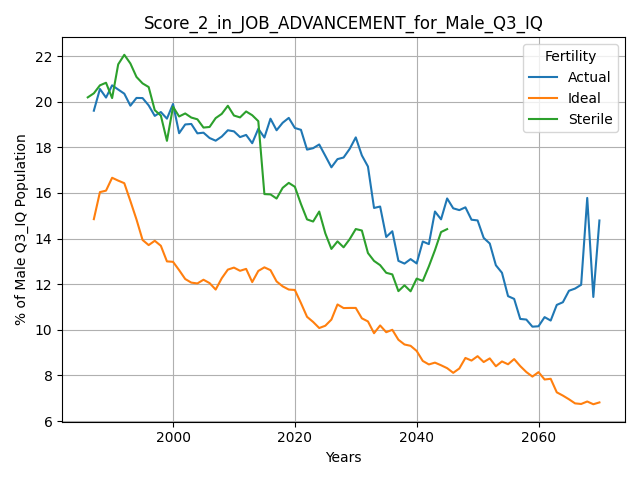 Score_2_in_JOB_ADVANCEMENT_for_Male_Q3_IQ
Fertility
Actual
Ideal
Sterile
% of Male Q3_IQ Population
22
20
18
16
14
12
10
8
6
2000 2020 2040 2060
Years